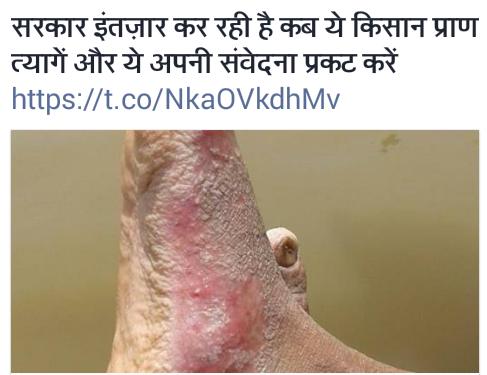 सरकार इंतज़ार कर रही है कब ये किसान प्राण
त्यागें और ये अपनी संवेदना प्रकट करें
https://t.co/NkaOVkdhMv